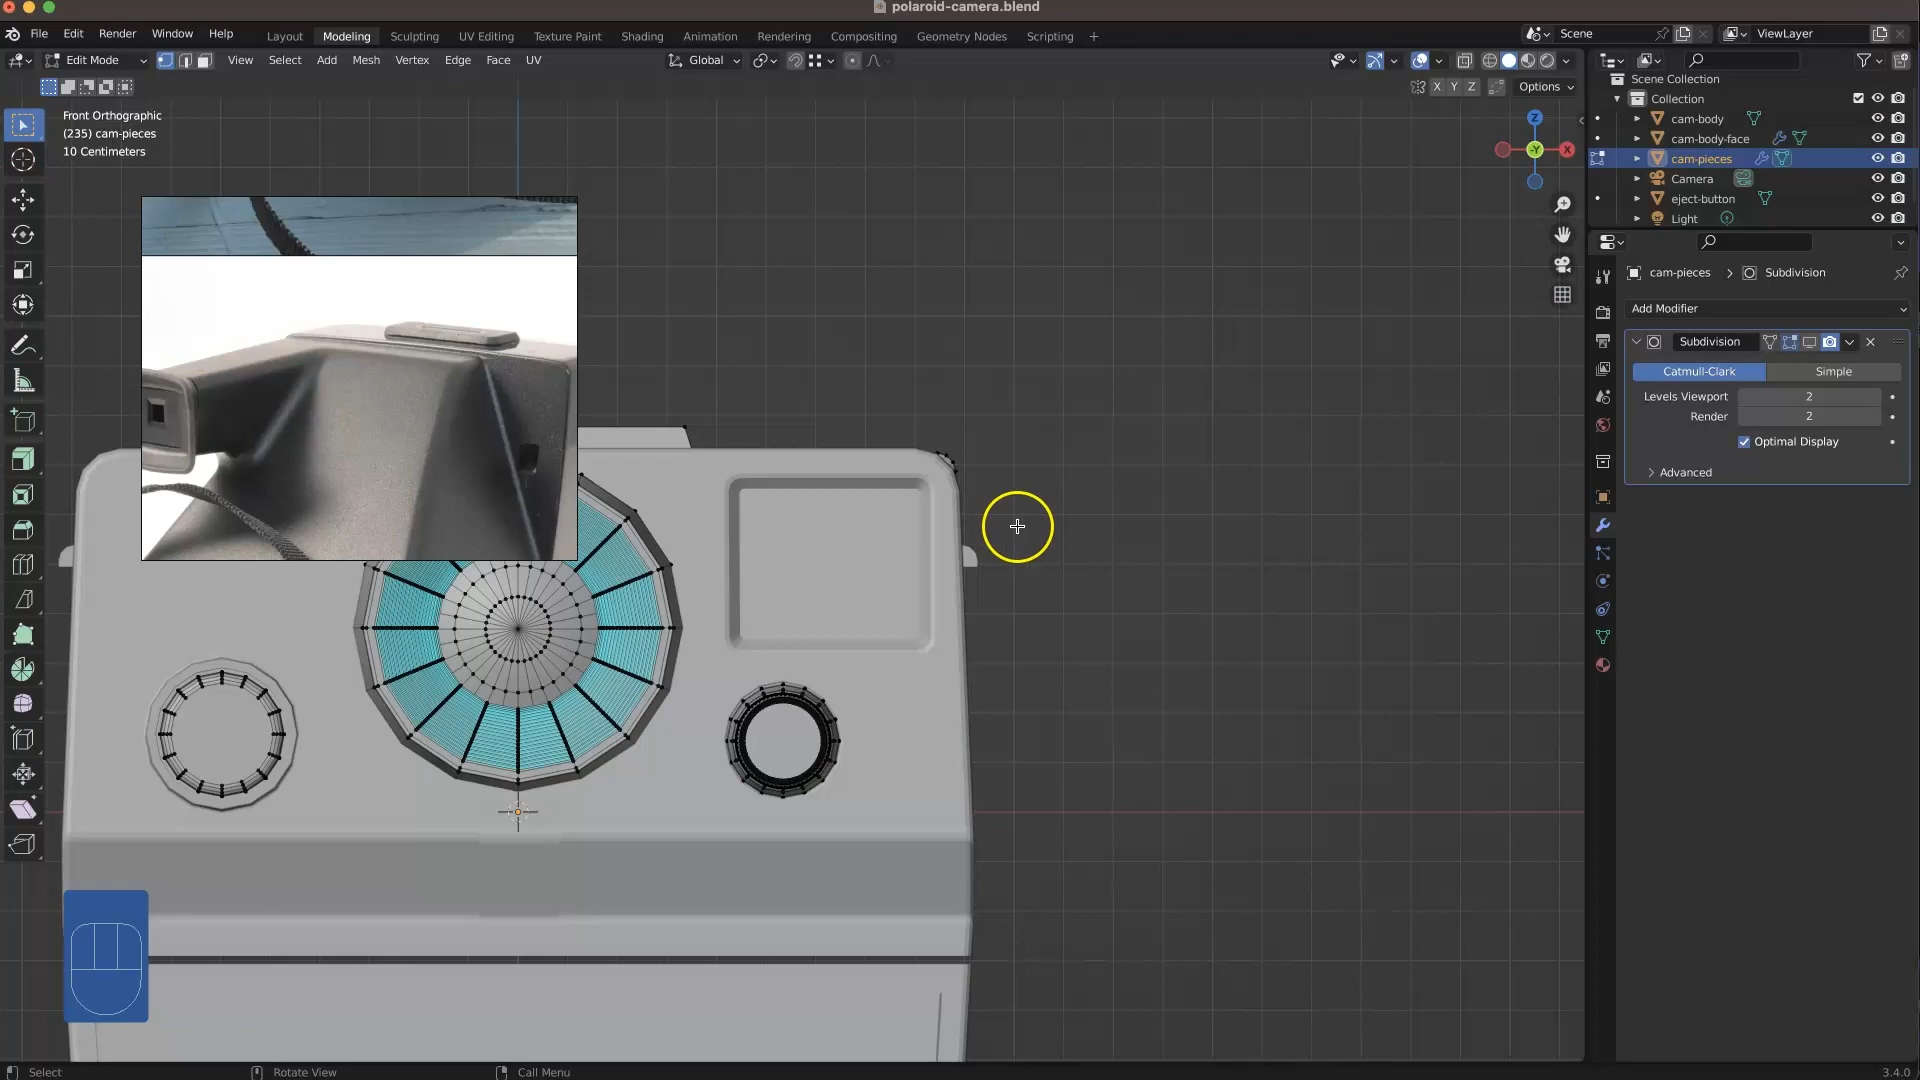 polaroid-camera.blend
File Edit Render Window Help Layout Modeling Sculpting UV Editing Texture Paint Shading Animation Rendering Compositing Geometry Nodes Scripting + Scene ViewLayer
Edit Mode View Select Add Mesh Vertex Edge Face UV Global
X Y Z Options
Scene Collection
Collection
cam-body
cam-body-face
cam-pieces
Camera
eject-button
Light
Front Orthographic
(235) cam-pieces
10 Centimeters
Z
-Y X
cam-pieces > Subdivision
Add Modifier
Subdivision
Catmull-Clark Simple
Levels Viewport 2
Render 2
Optimal Display
Advanced
Select Rotate View Call Menu 3.4.0